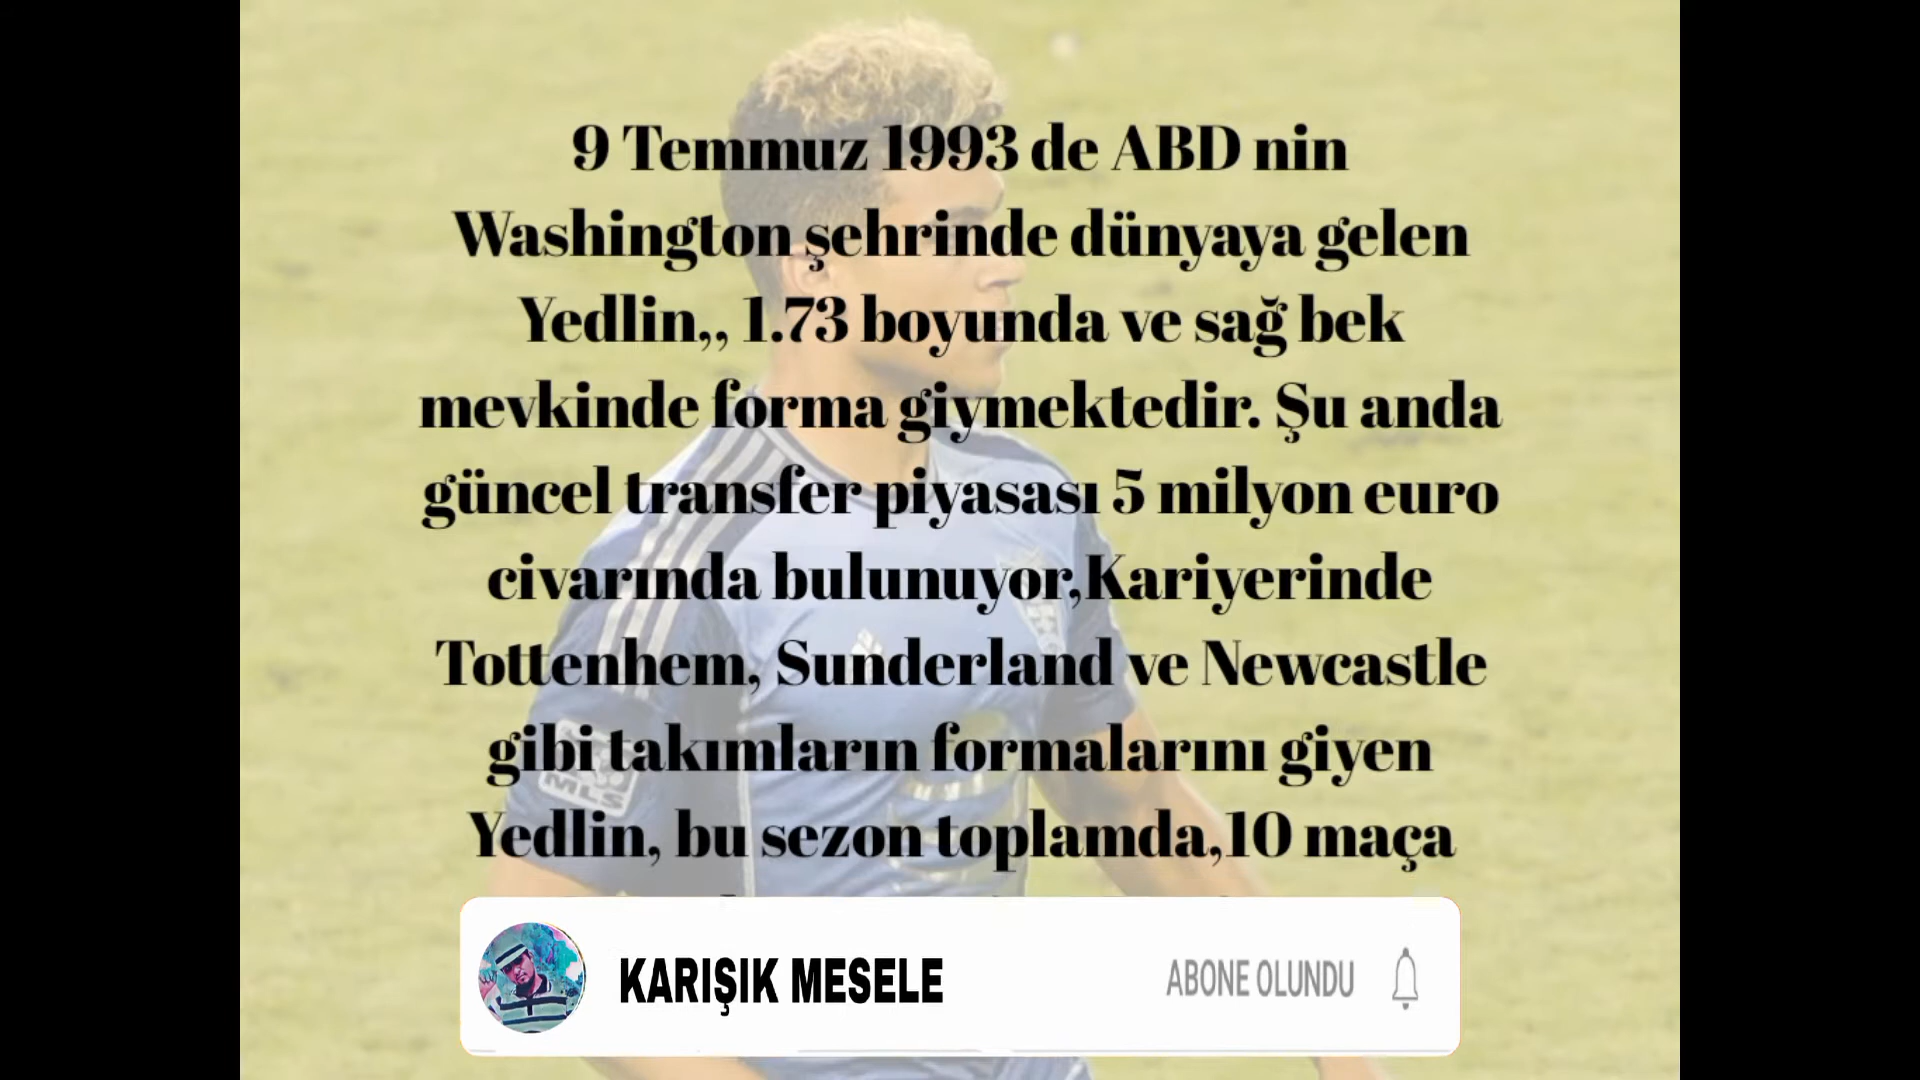 9 Temmuz 1993 de ABD nin
Washington şehrinde dünyaya gelen
Yedlin,, 1.73 boyunda ve sağ bek
mevkinde forma giymektedir. Şu anda
güncel transfer piyasası 5 milyon euro
civarında bulunuyor,Kariyerinde
Tottenhem, Sunderland ve Newcastle
gibi takımların formalarını giyen
MLS
Yedlin, bu sezon toplamda,10 maça
KARIŞIK MESELE
ABONE OLUNDU